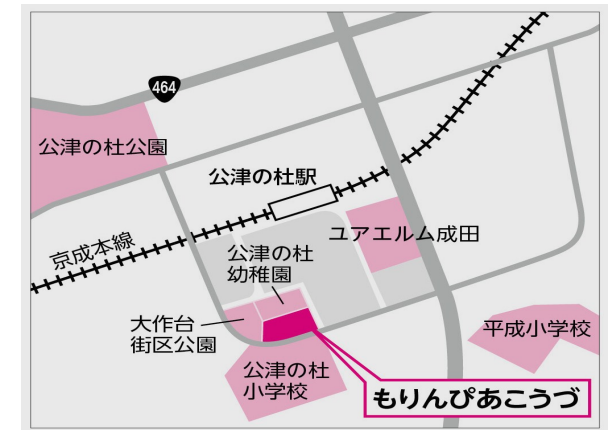 464
公津の杜公園
公津の杜駅
京成本線
ユアエルム成田
公津の杜
幼稚園
大作台
街区公園
平成小学校
公津の杜
小学校
もりんぴあこうづ